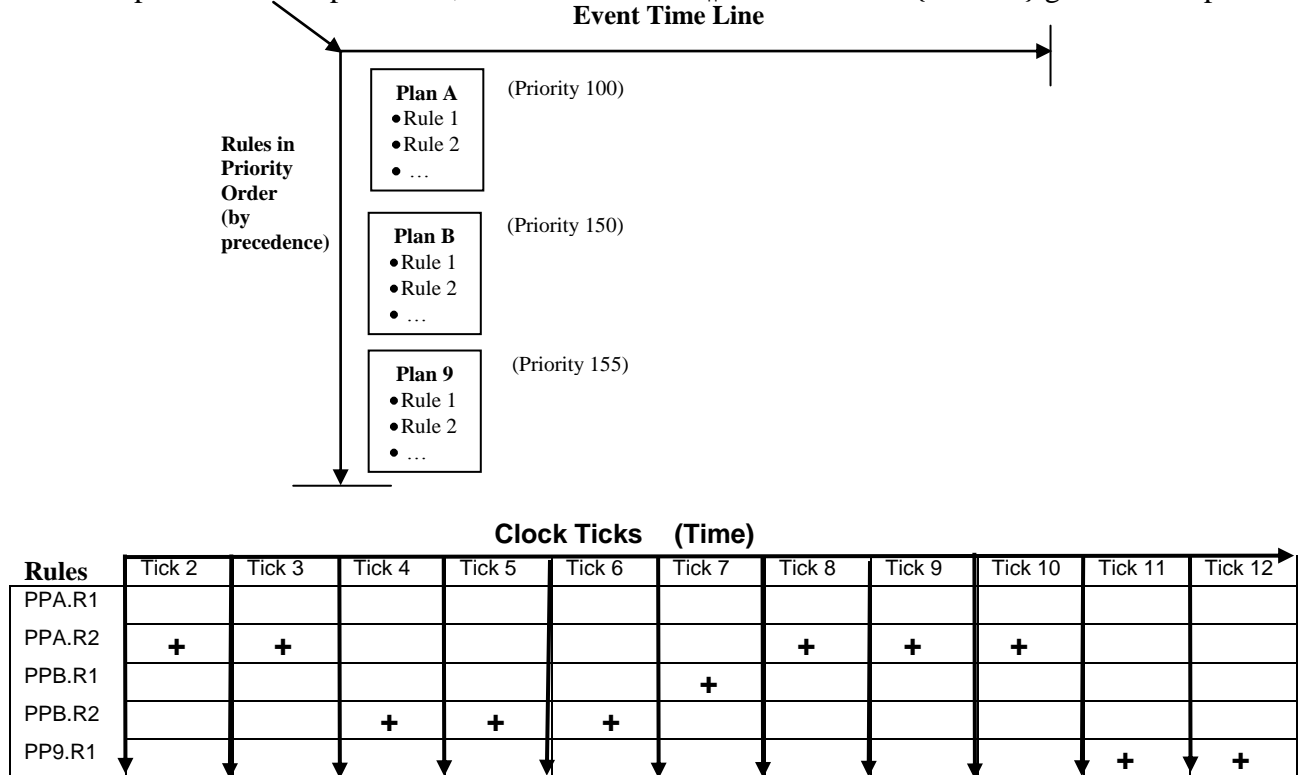 Event Time Line
Plan A
•Rule 1
•Rule 2
• …
(Priority 100)
Rules in
Priority
Order
(by
precedence)
Plan B
•Rule 1
•Rule 2
• …
(Priority 150)
Plan 9
•Rule 1
•Rule 2
• …
(Priority 155)
Clock Ticks (Time)
Rules Tick 2 Tick 3 Tick 4 Tick 5 Tick 6 Tick 7 Tick 8 Tick 9 Tick 10 Tick 11 Tick 12
PPA.R1
PPA.R2 + + + + +
PPB.R1 +
PPB.R2 + + +
PP9.R1 + +